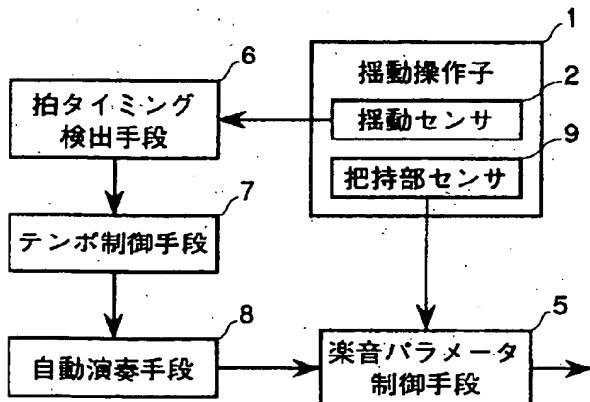 1
揺動操作子
2
揺動センサ
9
把持部センサ
6
拍タイミング
検出手段
7
テンポ制御手段
8
自動演奏手段
5
楽音パラメータ
制御手段